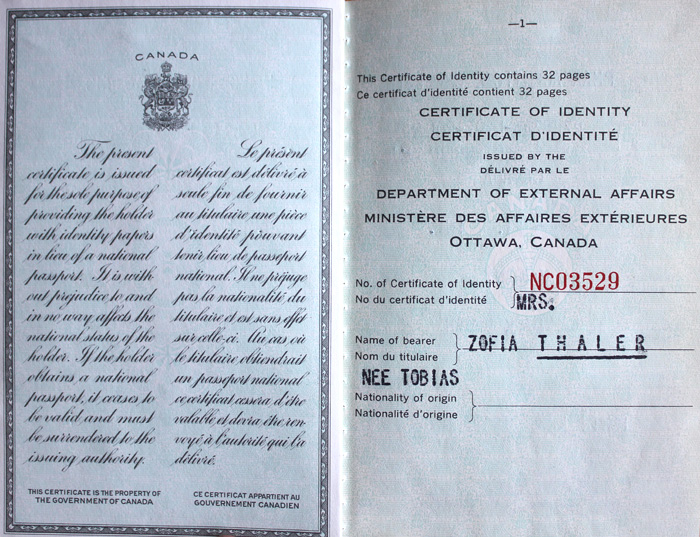 CANADA
The present
certificate is issued
for the sole purpose of
providing the holder
with identity papers
in lieu of a national
passport. It is with
out prejudice to and
in no way affects the
national status of the
holder. If the holder
obtains a national
passport, it ceases to
be valid and must
be surrendered to the
issuing authority.
THIS CERTIFICATE IS THE PROPERTY OF
THE GOVERNMENT OF CANADA
Le présent
certificat est délivré à
seule fin de fournir
au titulaire une pièce
d'identité pouvant
tenir lieu de passeport
national. Il ne préjuge
pas la nationalité du
titulaire et est sans effet
sur celle-ci. Au cas où
le titulaire obtiendrait
un passeport national
ce certificat cessera d'être
valable et devra être ren-
voyé à l'autorité qui l'a
délivré.
CE CERTIFICAT APPARTIENT AU
GOUVERNEMENT CANADIEN
—1—
This Certificate of Identity contains 32 pages
Ce certificat d'identité contient 32 pages
CERTIFICATE OF IDENTITY
CERTIFICAT D'IDENTITÉ
ISSUED BY THE
DÉLIVRÉ PAR LE
DEPARTMENT OF EXTERNAL AFFAIRS
MINISTÈRE DES AFFAIRES EXTÉRIEURES
OTTAWA, CANADA
No. of Certificate of Identity NC03529
No du certificat d'identité MRS.
Name of bearer ZOFIA THALER
Nom du titulaire
NEE TOBIAS
Nationality of origin
Nationalité d'origine